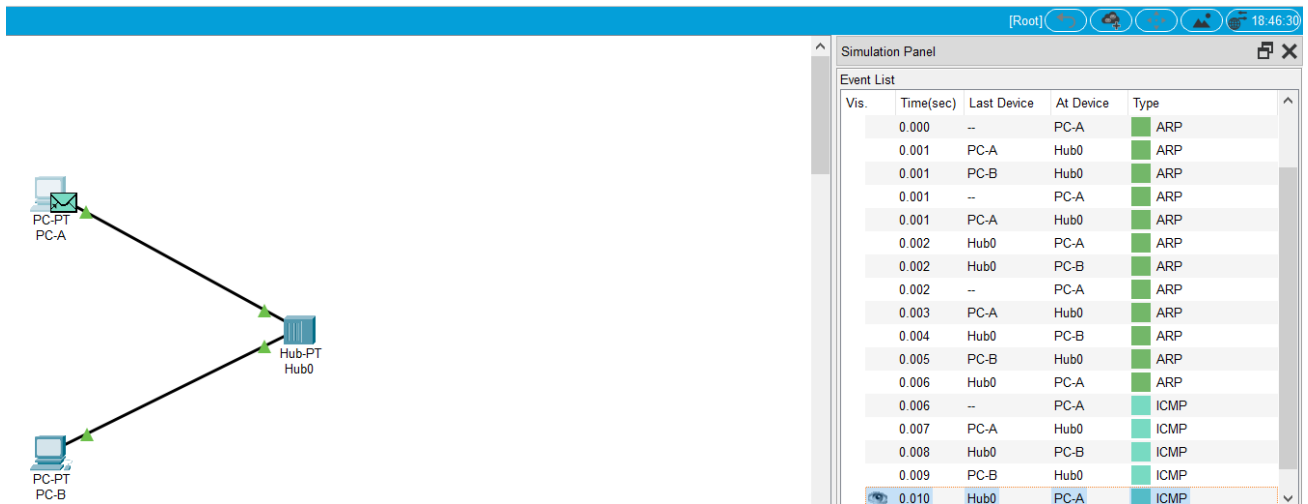 [Root] 18:46:30
Simulation Panel
Event List
Vis. Time(sec) Last Device At Device Type
0.000 -- PC-A ARP
0.001 PC-A Hub0 ARP
0.001 PC-B Hub0 ARP
0.001 -- PC-A ARP
0.001 PC-A Hub0 ARP
0.002 Hub0 PC-A ARP
0.002 Hub0 PC-B ARP
0.002 -- PC-A ARP
0.003 PC-A Hub0 ARP
0.004 Hub0 PC-B ARP
0.005 PC-B Hub0 ARP
0.006 Hub0 PC-A ARP
0.006 -- PC-A ICMP
0.007 PC-A Hub0 ICMP
0.008 Hub0 PC-B ICMP
0.009 PC-B Hub0 ICMP
0.010 Hub0 PC-A ICMP
PC-PT
PC-A
Hub-PT
Hub0
PC-PT
PC-B